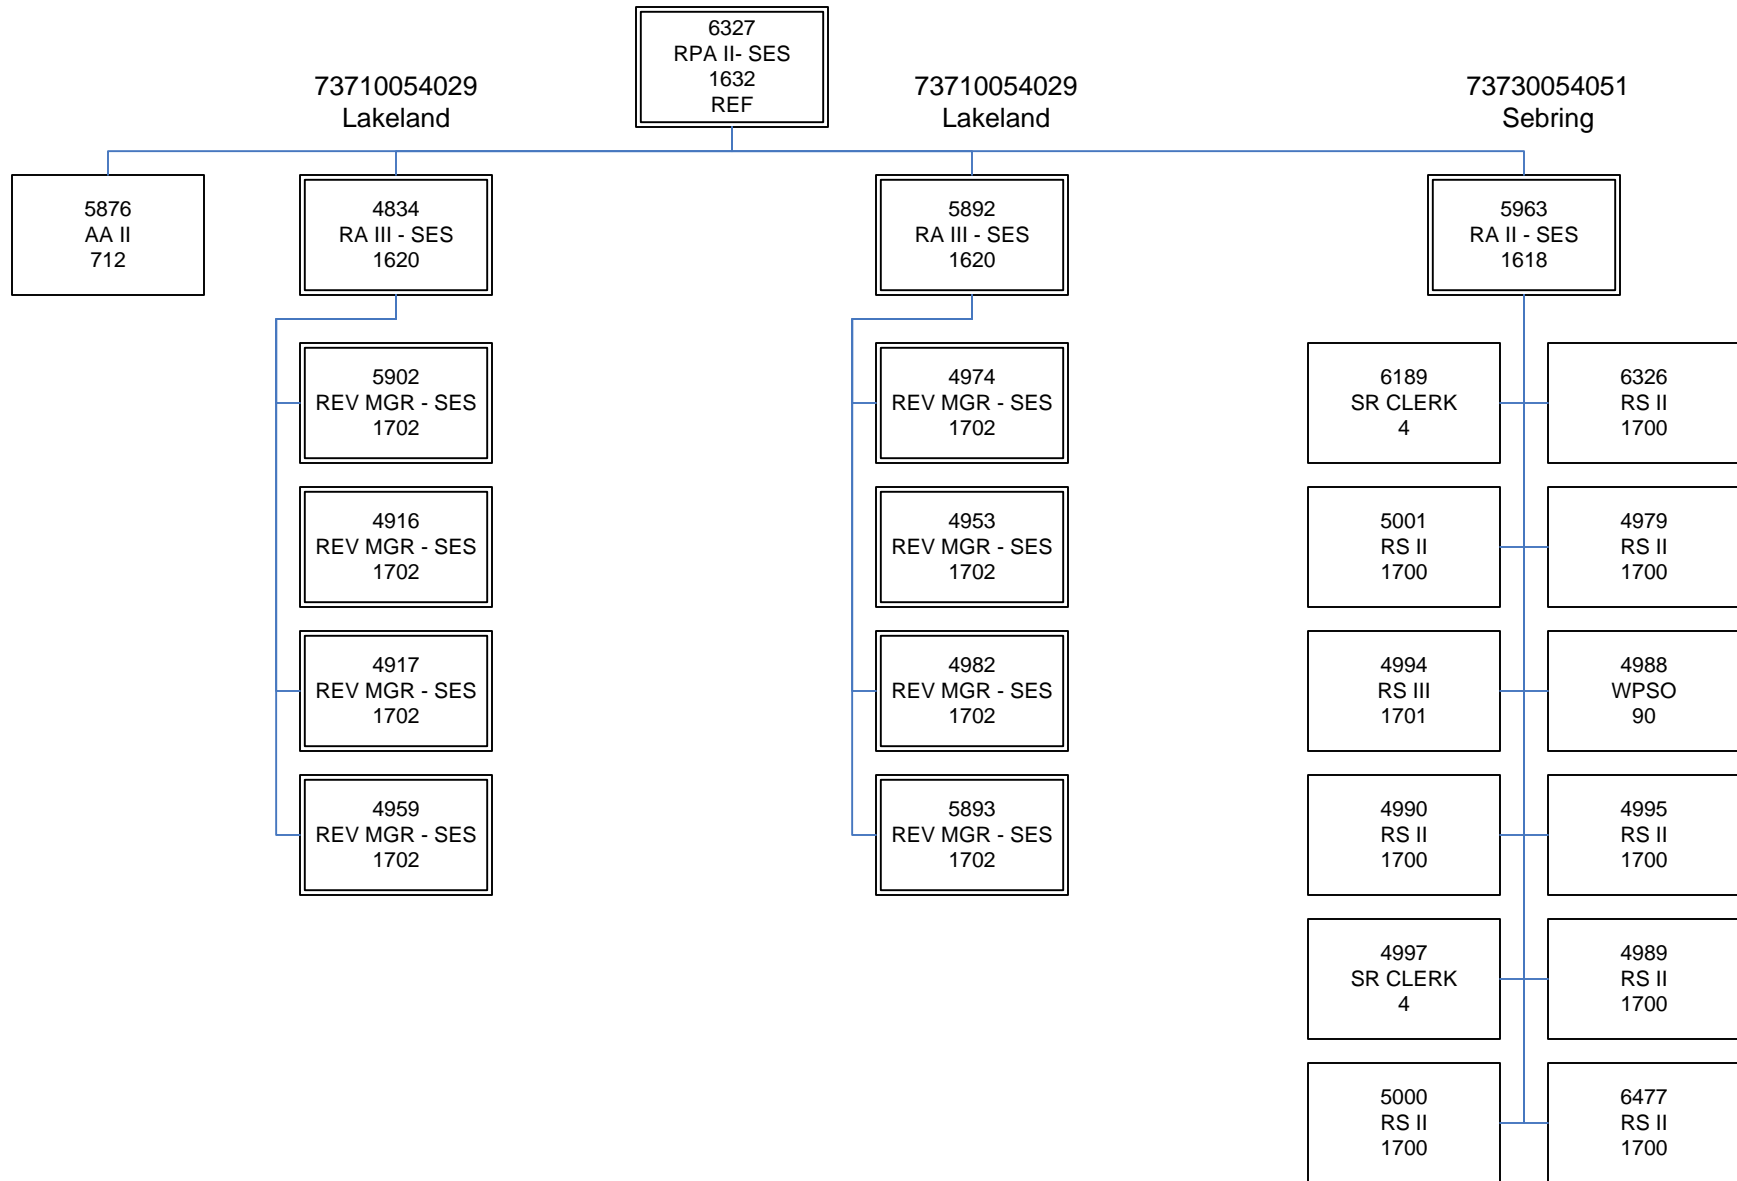 6327
RPA II- SES
1632
REF
73710054029
Lakeland
73710054029
Lakeland
73730054051
Sebring
5876
AA II
712
4834
RA III - SES
1620
5892
RA III - SES
1620
5963
RA II - SES
1618
5902
REV MGR - SES
1702
4974
REV MGR - SES
1702
6189
SR CLERK
4
6326
RS II
1700
4916
REV MGR - SES
1702
4953
REV MGR - SES
1702
5001
RS II
1700
4979
RS II
1700
4917
REV MGR - SES
1702
4982
REV MGR - SES
1702
4994
RS III
1701
4988
WPSO
90
4959
REV MGR - SES
1702
5893
REV MGR - SES
1702
4990
RS II
1700
4995
RS II
1700
4997
SR CLERK
4
4989
RS II
1700
5000
RS II
1700
6477
RS II
1700